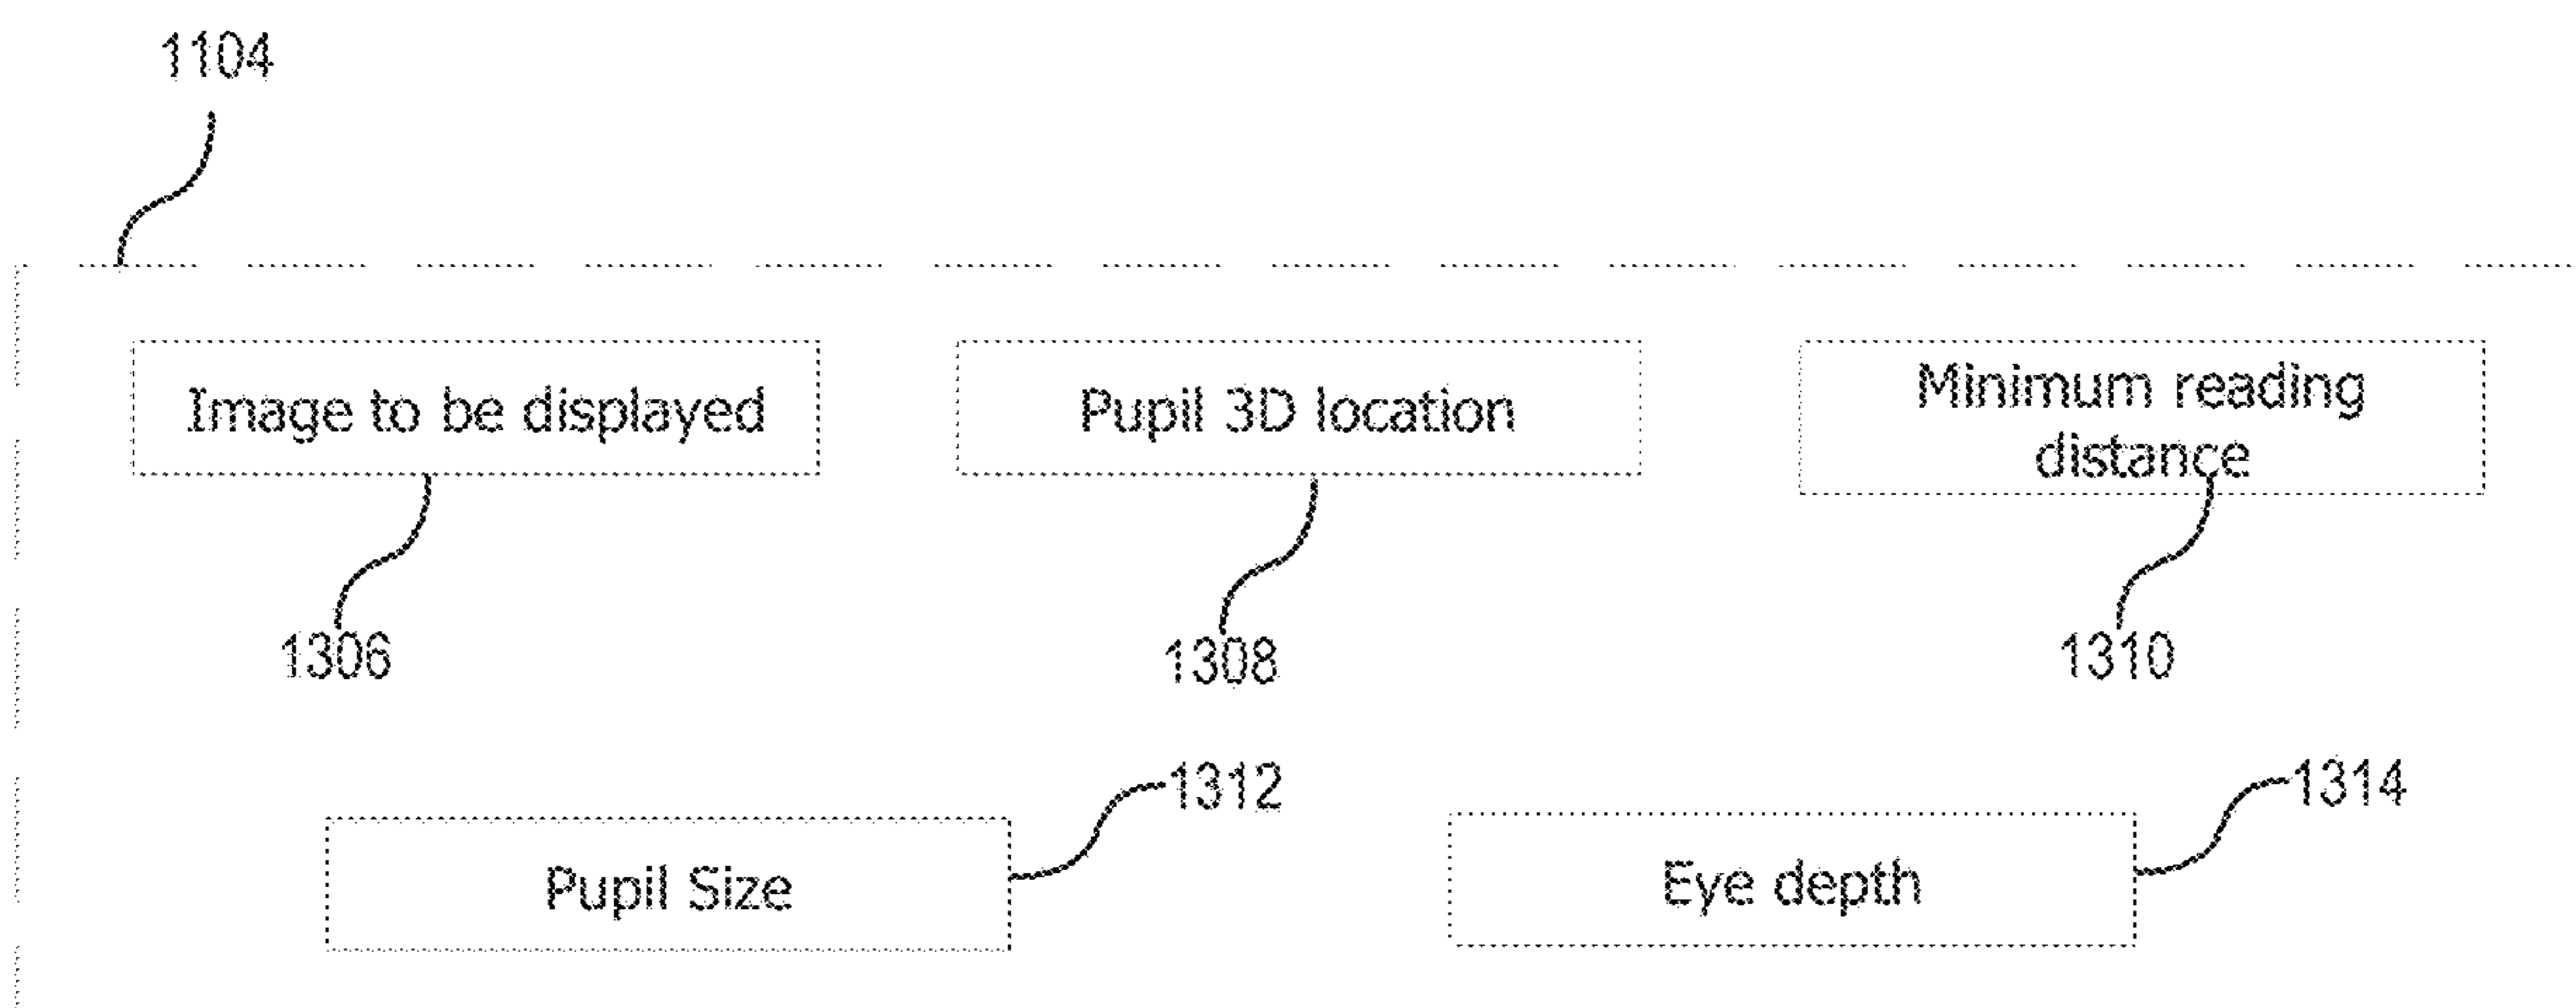 1104
Image to be displayed
Pupil 3D location
Minimum reading
distance
1306
1308
1310
1312
1314
Pupil Size
Eye depth